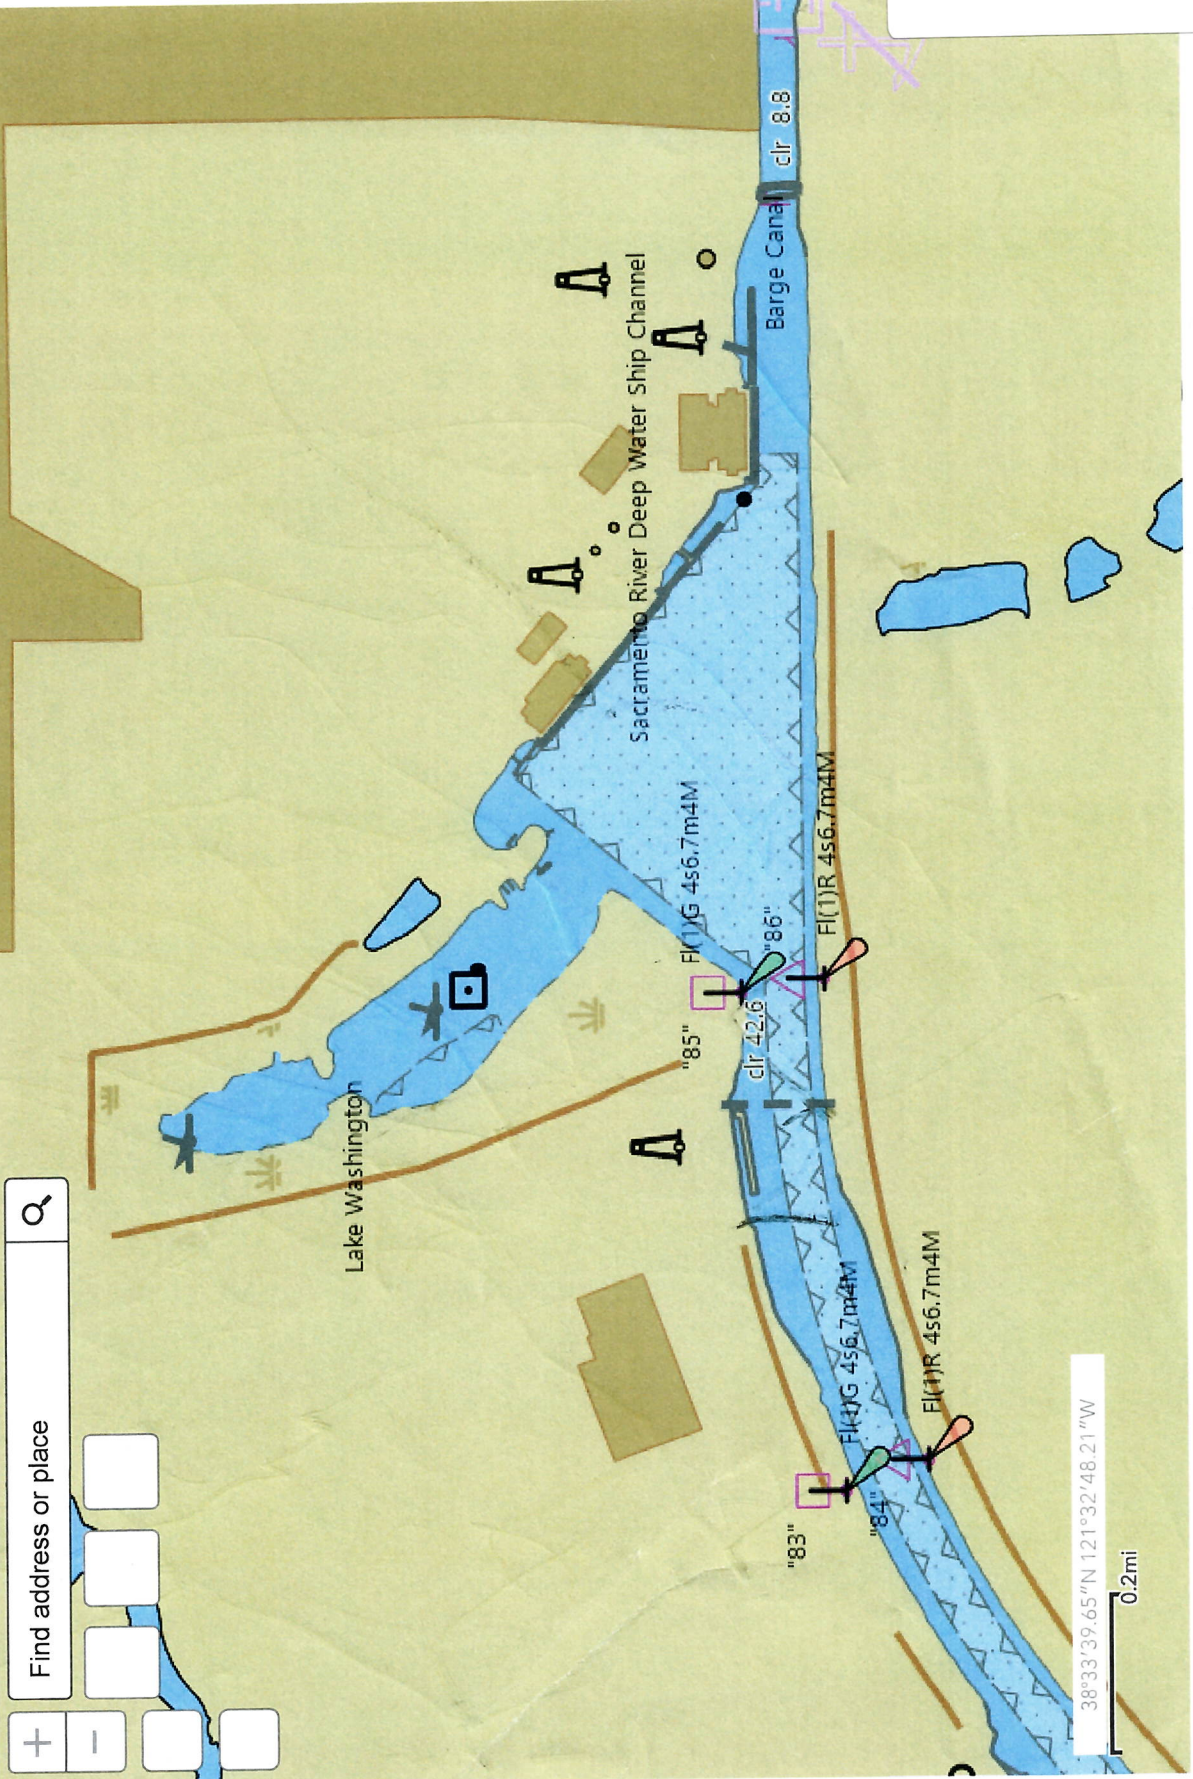 Find address or place
+
−
Lake Washington
Sacramento River Deep Water Ship Channel
Barge Canal
clr 8.8
Fl(1)G 4s6.7m4M
"85"
clr 42.6
"86"
Fl(1)R 4s6.7m4M
Fl(1)G 4s6.7m4M
"83"
"84"
Fl(1)R 4s6.7m4M
38°33'39.65"N 121°32'48.21"W
0.2mi